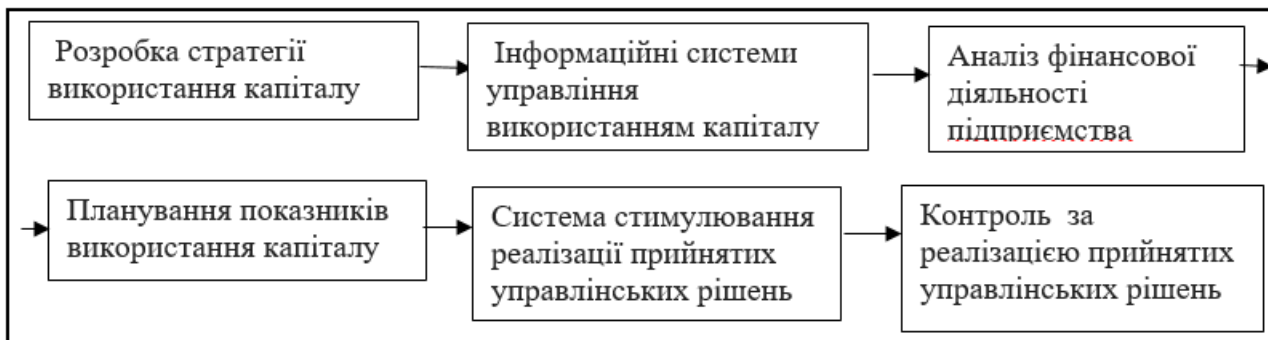 Розробка стратегії
використання капіталу
Інформаційні системи
управління
використанням капіталу
Аналіз фінансової
діяльності
підприємства
Планування показників
використання капіталу
Система стимулювання
реалізації прийнятих
управлінських рішень
Контроль за
реалізацією прийнятих
управлінських рішень